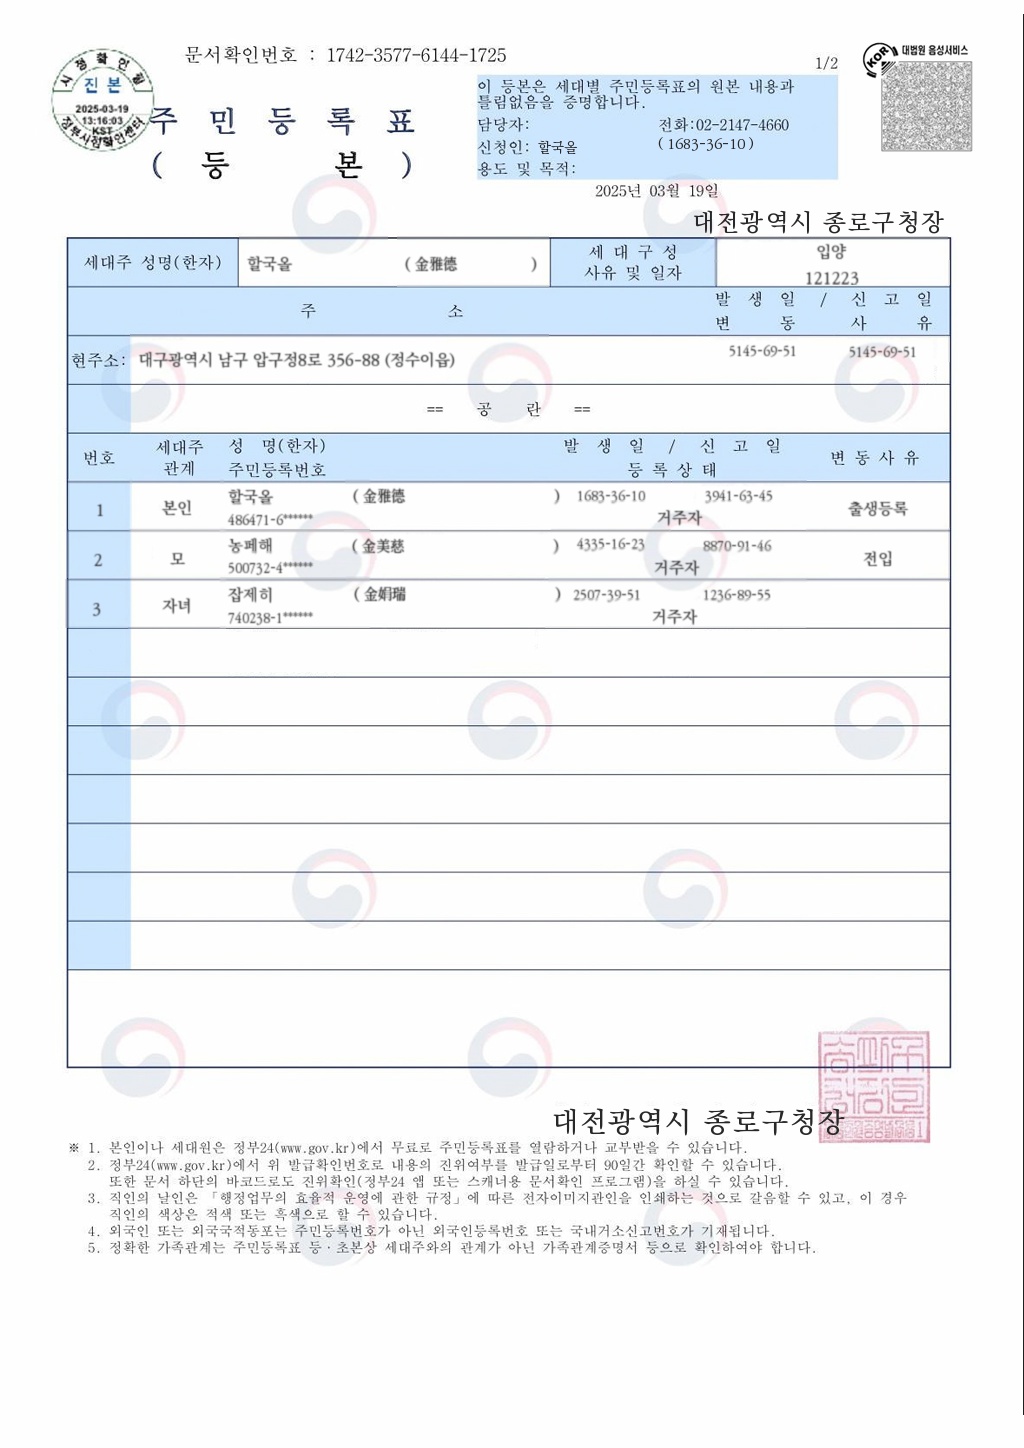 문서확인번호 : 1742-3577-6144-1725
1/2
대법원 음성서비스
KOR
시점확인필
진본
2025-03-19
13:16:03
KST
주민등록표
( 등 본 )
이 등본은 세대별 주민등록표의 원본 내용과
틀림없음을 증명합니다.
담당자: 전화:02-2147-4660
신청인: 할국울 ( 1683-36-10 )
용도 및 목적:
2025년 03월 19일
대전광역시 종로구청장
세대주 성명(한자) 할국울 ( 金雅德 ) 세대구성 사유 및 일자 입양
121223
주 소 발 생 일 / 신 고 일
변 동 사 유
현주소: 대구광역시 남구 압구정8로 356-88 (정수이읍) 5145-69-51 5145-69-51
== 공 란 ==
번호 세대주 관계 성 명(한자) 발 생 일 / 신 고 일 변 동 사 유
주민등록번호 등 록 상 태
1 본인 할국울 ( 金雅德 ) 1683-36-10 3941-63-45 출생등록
486471-6****** 거주자
2 모 농페해 ( 金美慈 ) 4335-16-23 8870-91-46 전입
500732-4****** 거주자
3 자녀 잡제히 ( 金娟瑞 ) 2507-39-51 1236-89-55
740238-1****** 거주자
대전광역시 종로구청장
※ 1. 본인이나 세대원은 정부24(www.gov.kr)에서 무료로 주민등록표를 열람하거나 교부받을 수 있습니다.
2. 정부24(www.gov.kr)에서 위 발급확인번호로 내용의 진위여부를 발급일로부터 90일간 확인할 수 있습니다.
또한 문서 하단의 바코드로도 진위확인(정부24 앱 또는 스캐너용 문서확인 프로그램)을 하실 수 있습니다.
3. 직인의 날인은 「행정업무의 효율적 운영에 관한 규정」에 따른 전자이미지관인을 인쇄하는 것으로 갈음할 수 있고, 이 경우
직인의 색상은 적색 또는 흑색으로 할 수 있습니다.
4. 외국인 또는 외국국적동포는 주민등록번호가 아닌 외국인등록번호 또는 국내거소신고번호가 기재됩니다.
5. 정확한 가족관계는 주민등록표 등·초본상 세대주와의 관계가 아닌 가족관계증명서 등으로 확인하여야 합니다.